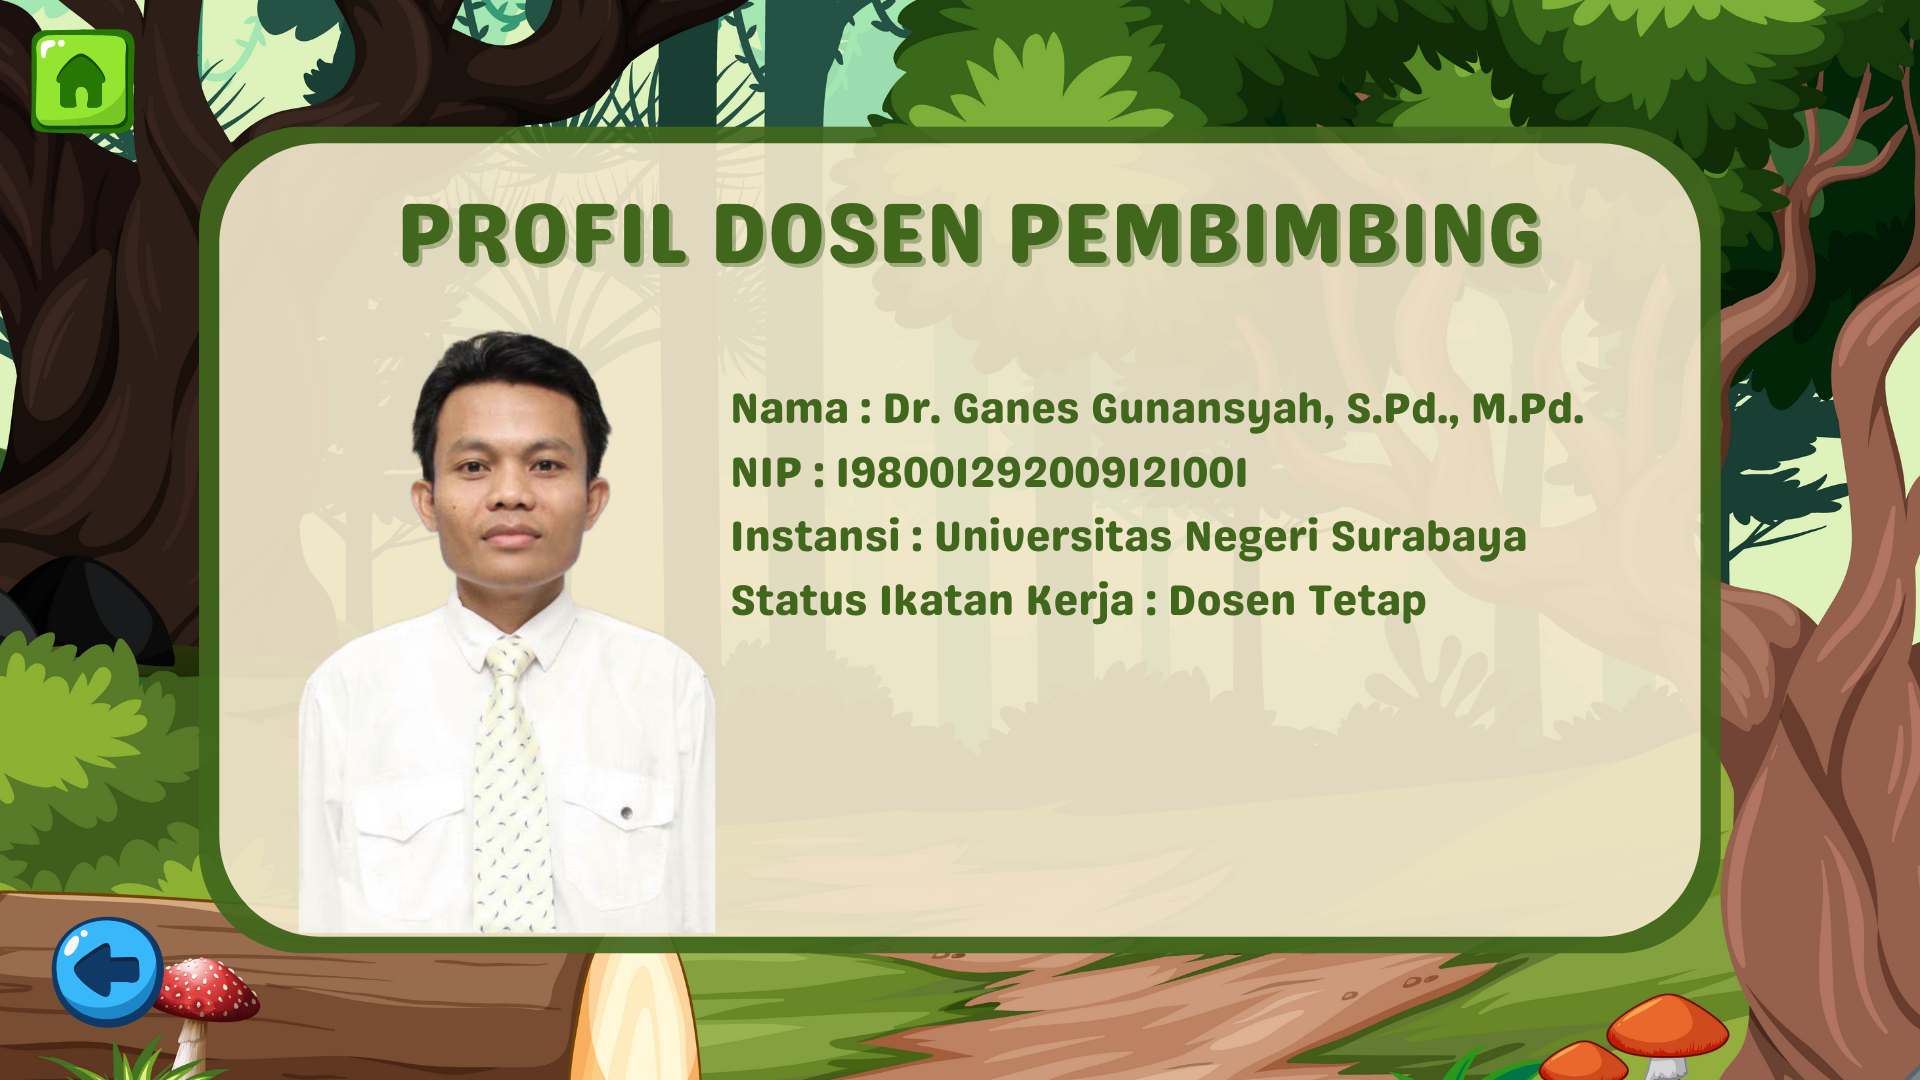 PROFIL DOSEN PEMBIMBING
Nama : Dr. Ganes Gunansyah, S.Pd., M.Pd.
NIP : 198001292009121001
Instansi : Universitas Negeri Surabaya
Status Ikatan Kerja : Dosen Tetap